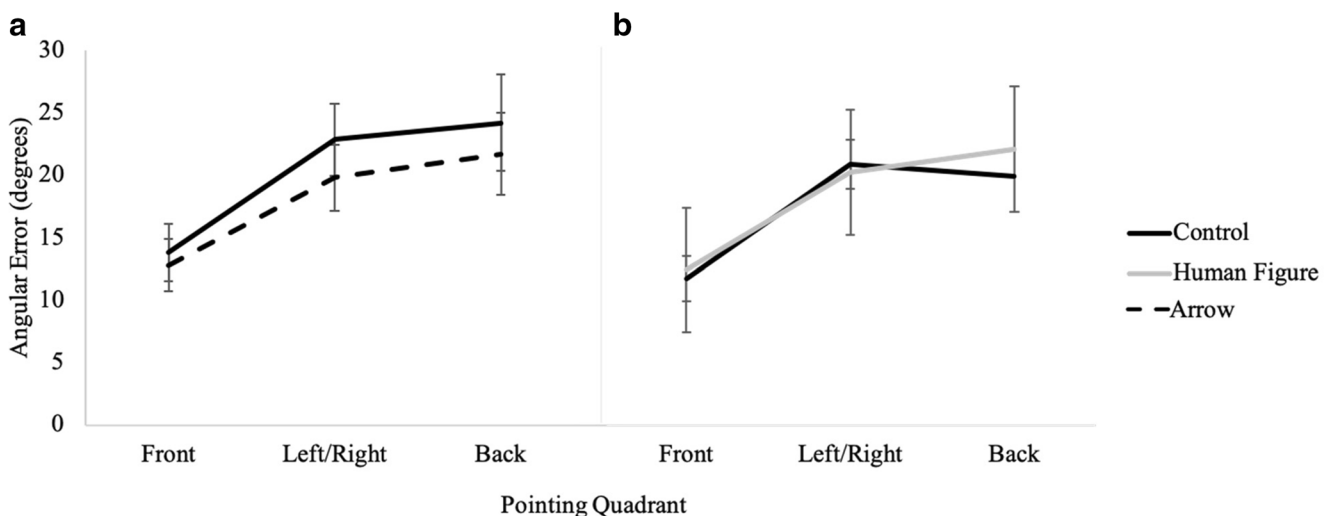 a
b
30
25
20
15
10
5
0
Angular Error (degrees)
Front Left/Right Back
Front Left/Right Back
Pointing Quadrant
Control
Human Figure
Arrow